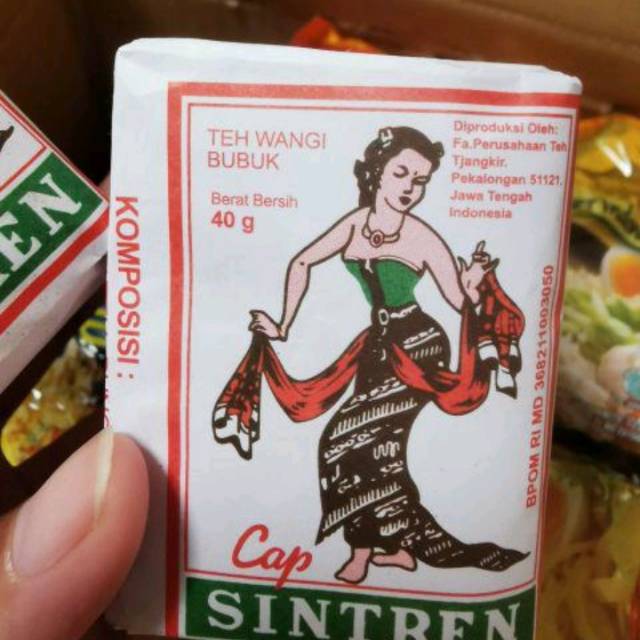 TEH WANGI
BUBUK
Berat Bersih
40 g
Diproduksi Oleh:
Fa.Perusahaan Teh
Tjangkir.
Pekalongan 51121.
Jawa Tengah
Indonesia
KOMPOSISI :
BPOM RI MD 368211003050
Cap
SINTREN
EN